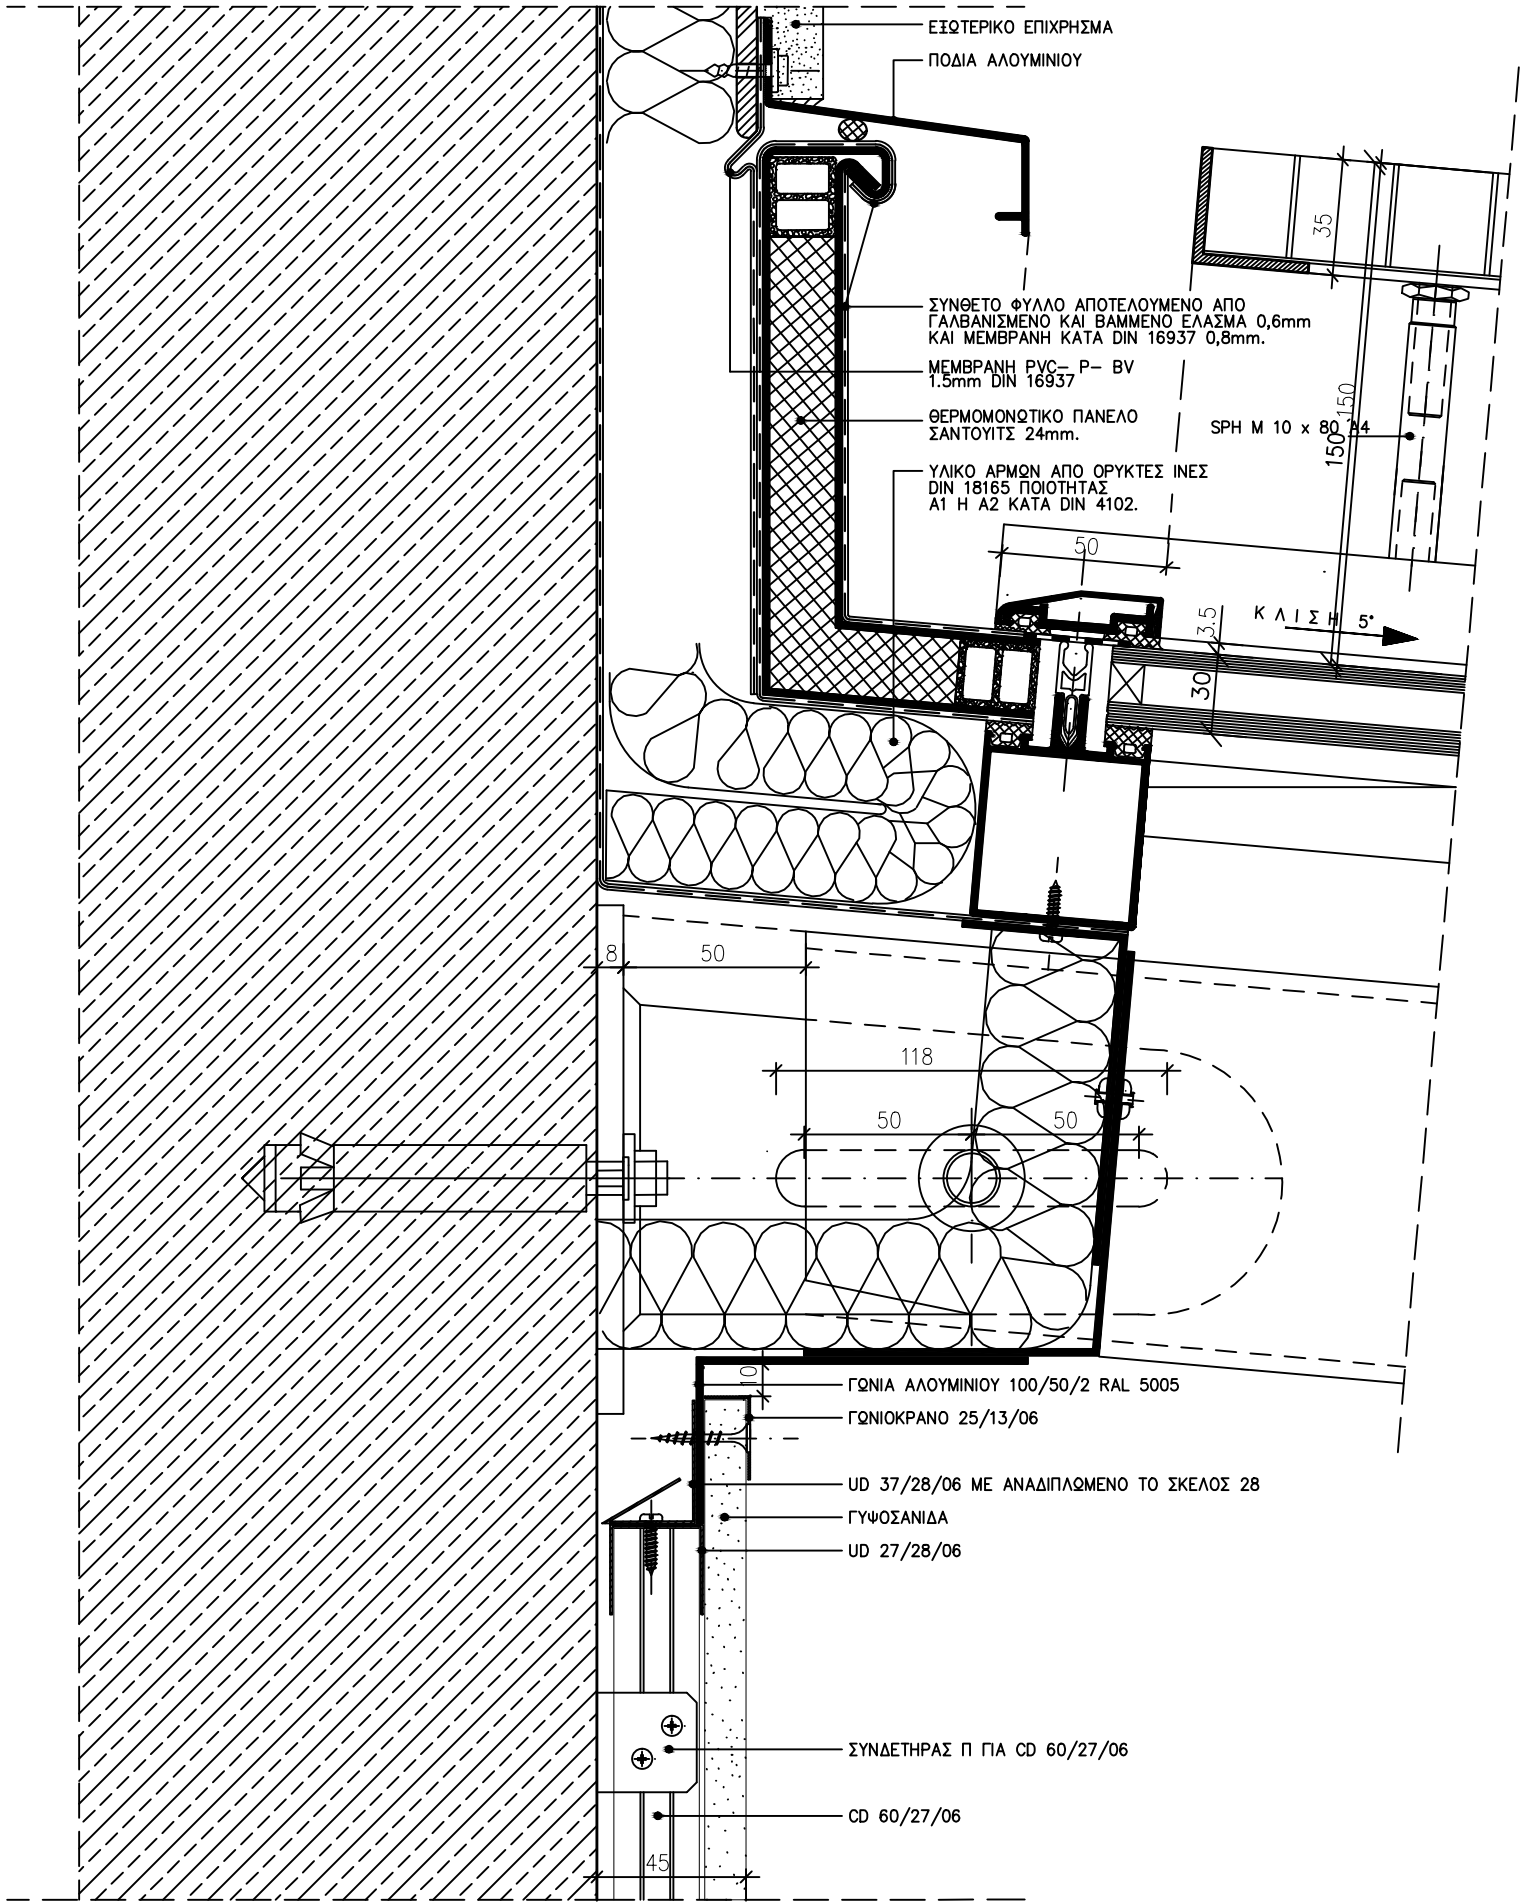 ΕΞΩΤΕΡΙΚΟ ΕΠΙΧΡΗΣΜΑ
ΠΟΔΙΑ ΑΛΟΥΜΙΝΙΟΥ
35
ΣΥΝΘΕΤΟ ΦΥΛΛΟ ΑΠΟΤΕΛΟΥΜΕΝΟ ΑΠΟ
ΓΑΛΒΑΝΙΣΜΕΝΟ ΚΑΙ ΒΑΜΜΕΝΟ ΕΛΑΣΜΑ 0,6mm
ΚΑΙ ΜΕΜΒΡΑΝΗ ΚΑΤΑ DIN 16937 0,8mm.
ΜΕΜΒΡΑΝΗ PVC- P- BV
1.5mm DIN 16937
ΘΕΡΜΟΜΟΝΩΤΙΚΟ ΠΑΝΕΛΟ
ΣΑΝΤΟΥΙΤΣ 24mm.
150
150
SPH M 10 x 80 A4
ΥΛΙΚΟ ΑΡΜΩΝ ΑΠΟ ΟΡΥΚΤΕΣ ΙΝΕΣ
DIN 18165 ΠΟΙΟΤΗΤΑΣ
A1 Η A2 ΚΑΤΑ DIN 4102.
50
3.5
Κ Λ Ι Σ Η 5°
30
8
50
118
50
50
10
ΓΩΝΙΑ ΑΛΟΥΜΙΝΙΟΥ 100/50/2 RAL 5005
ΓΩΝΙΟΚΡΑΝΟ 25/13/06
UD 37/28/06 ΜΕ ΑΝΑΔΙΠΛΩΜΕΝΟ ΤΟ ΣΚΕΛΟΣ 28
ΓΥΨΟΣΑΝΙΔΑ
UD 27/28/06
ΣΥΝΔΕΤΗΡΑΣ Π ΓΙΑ CD 60/27/06
CD 60/27/06
45